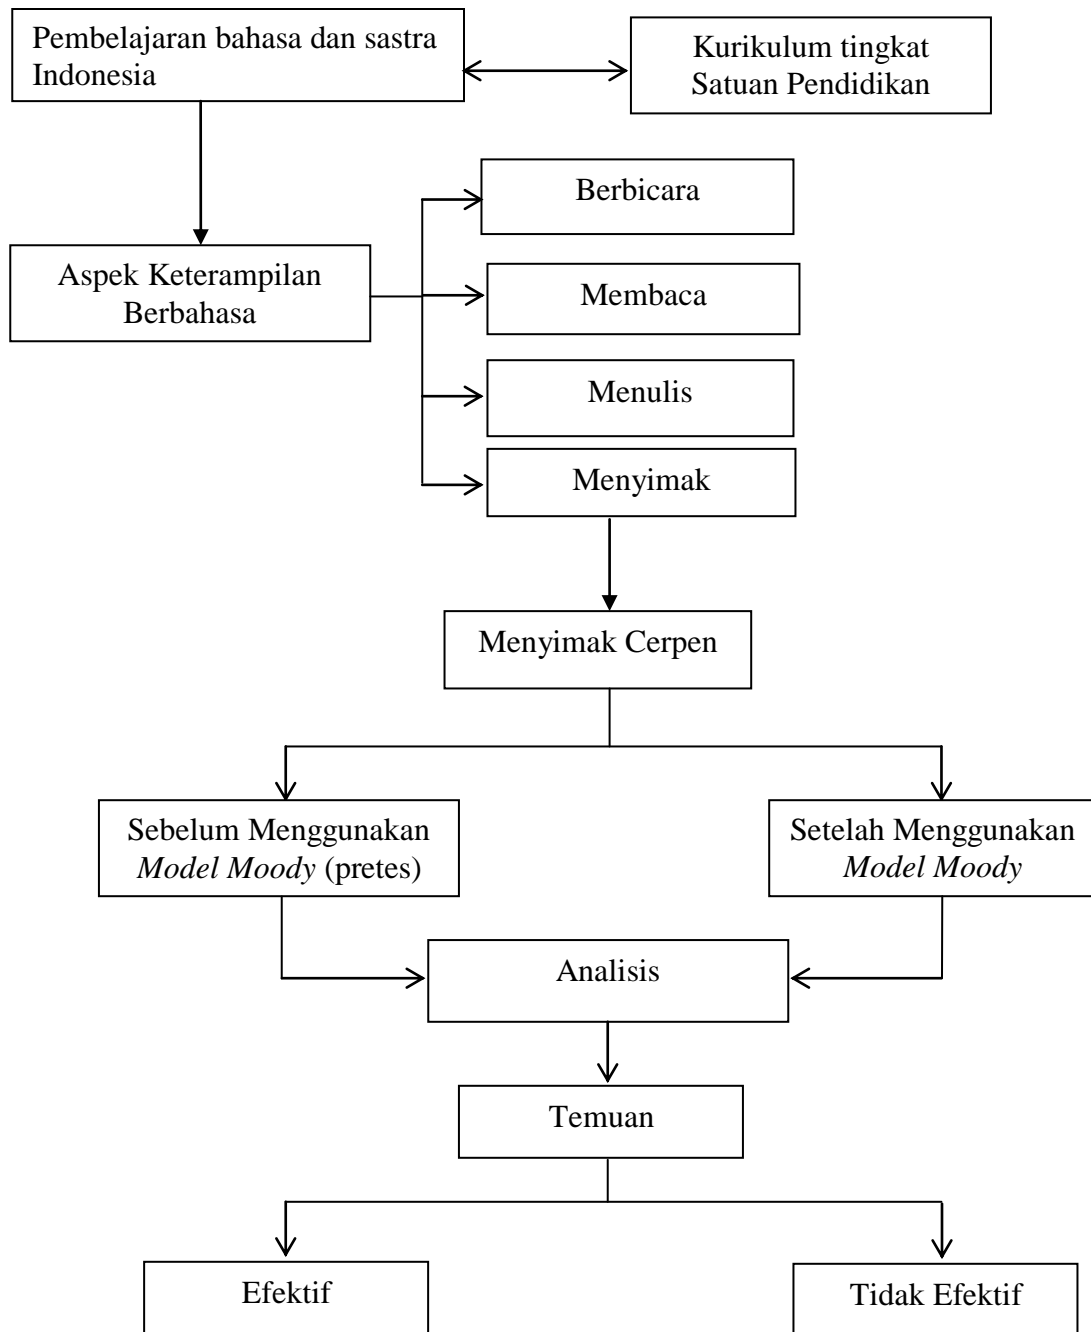 Pembelajaran bahasa dan sastra
Indonesia
Kurikulum tingkat
Satuan Pendidikan
Berbicara
Aspek Keterampilan
Berbahasa
Membaca
Menulis
Menyimak
Menyimak Cerpen
Sebelum Menggunakan
Model Moody (pretes)
Setelah Menggunakan
Model Moody
Analisis
Temuan
Efektif
Tidak Efektif